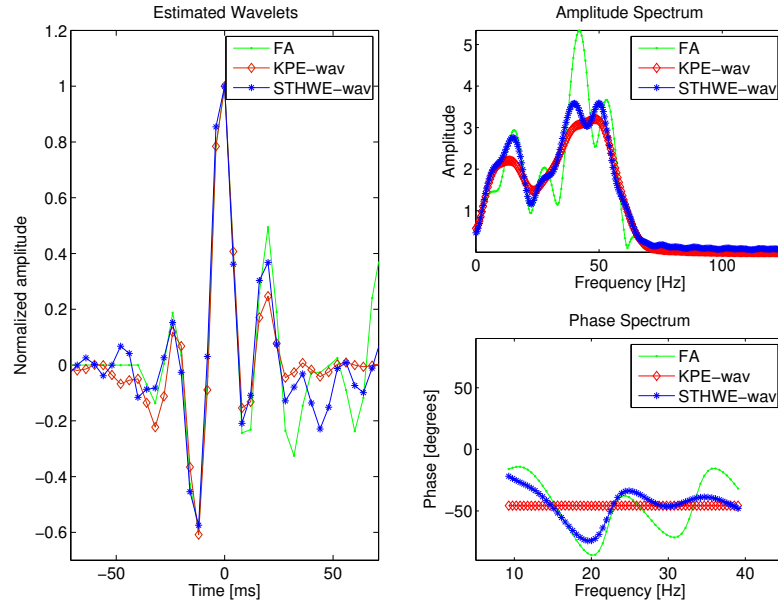 Estimated Wavelets
1.2
1
0.8
0.6
0.4
0.2
0
−0.2
−0.4
−0.6
Normalized amplitude
−50
0
50
Time [ms]
FA
KPE−wav
STHWE−wav
Amplitude Spectrum
5
4
3
2
1
Amplitude
0
50
100
Frequency [Hz]
FA
KPE−wav
STHWE−wav
Phase Spectrum
50
0
−50
Phase [degrees]
10
20
30
40
Frequency [Hz]
FA
KPE−wav
STHWE−wav